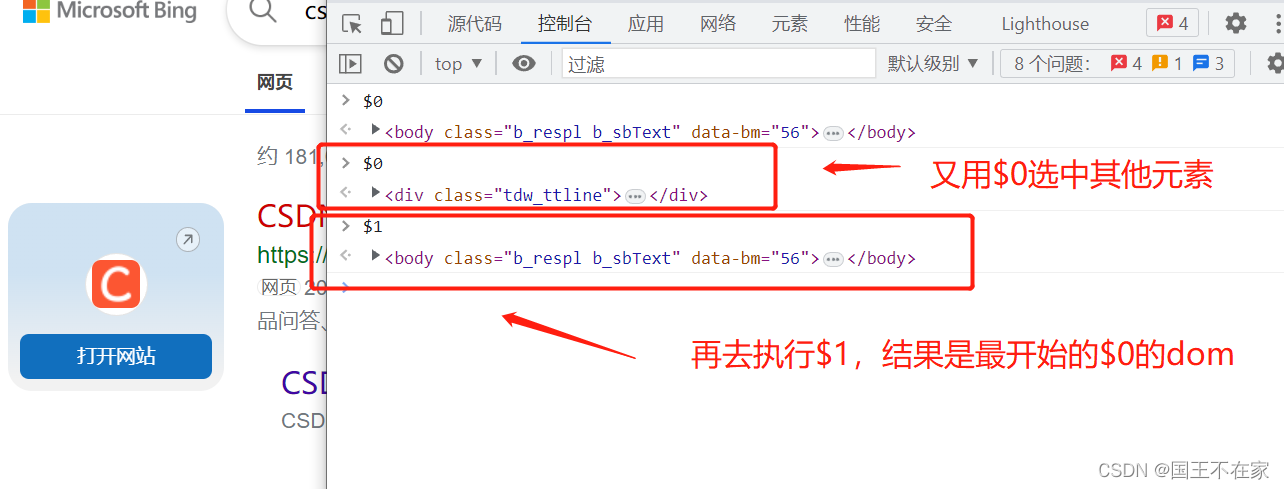 Microsoft Bing
cs
网页
约 181,
CSD
https:/
网页 20
品问答、
打开网站
CSD
CSD
源代码 控制台 应用 网络 元素 性能 安全 Lighthouse 4
top ▼ 过滤 默认级别 ▼ 8 个问题: 4 1 3
> $0
<body class="b_respl b_sbText" data-bm="56">…</body>
> $0
<div class="tdw_ttline">…</div>
> $1
<body class="b_respl b_sbText" data-bm="56">…</body>
>
又用$0选中其他元素
再去执行$1，结果是最开始的$0的dom
CSDN @国王不在家